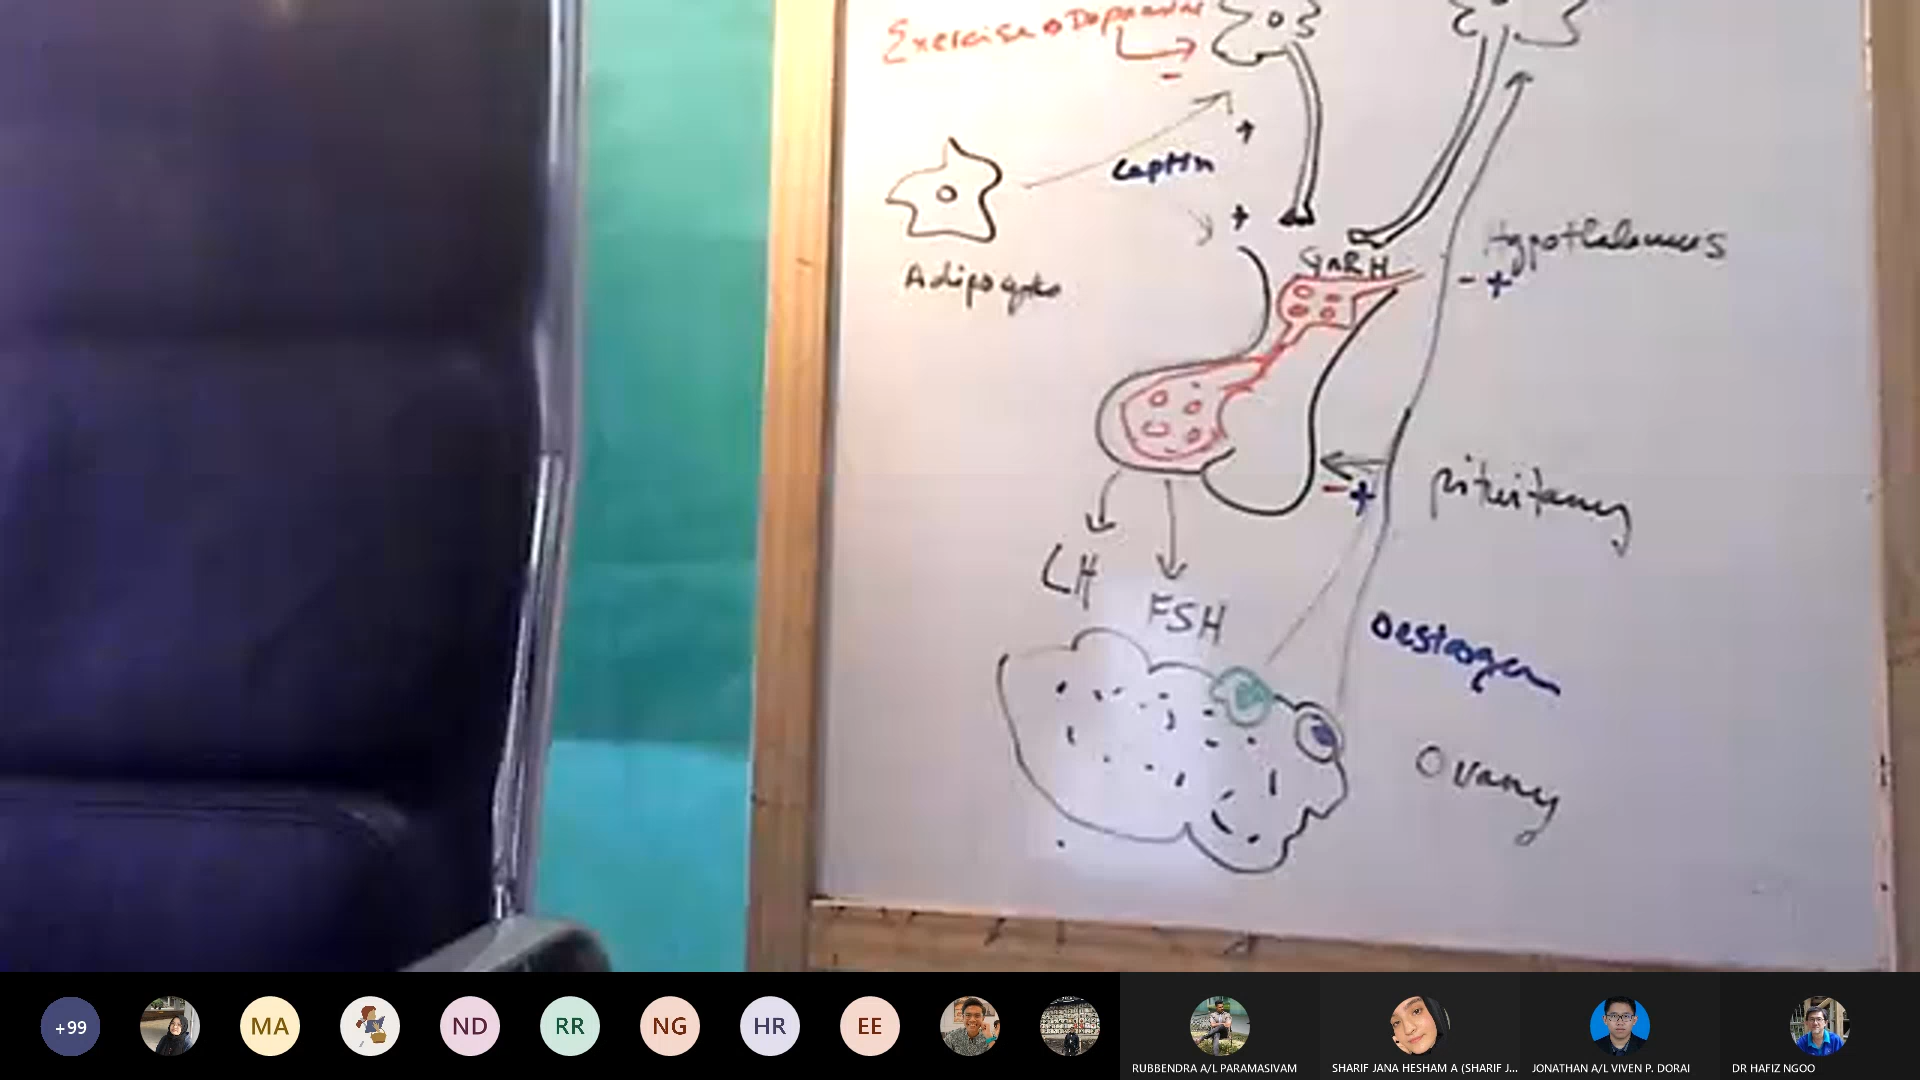 Exercise Dopamine
-
+
Leptin
+
Adipocyte
GnRH
Hypothalamus
- +
- +
pituitary
LH
FSH
Oestrogen
Ovary
+99
MA
ND
RR
NG
HR
EE
RUBBENDRA A/L PARAMASIVAM
SHARIF JANA HESHAM A (SHARIF J...
JONATHAN A/L VIVEN P. DORAI
DR HAFIZ NGOO